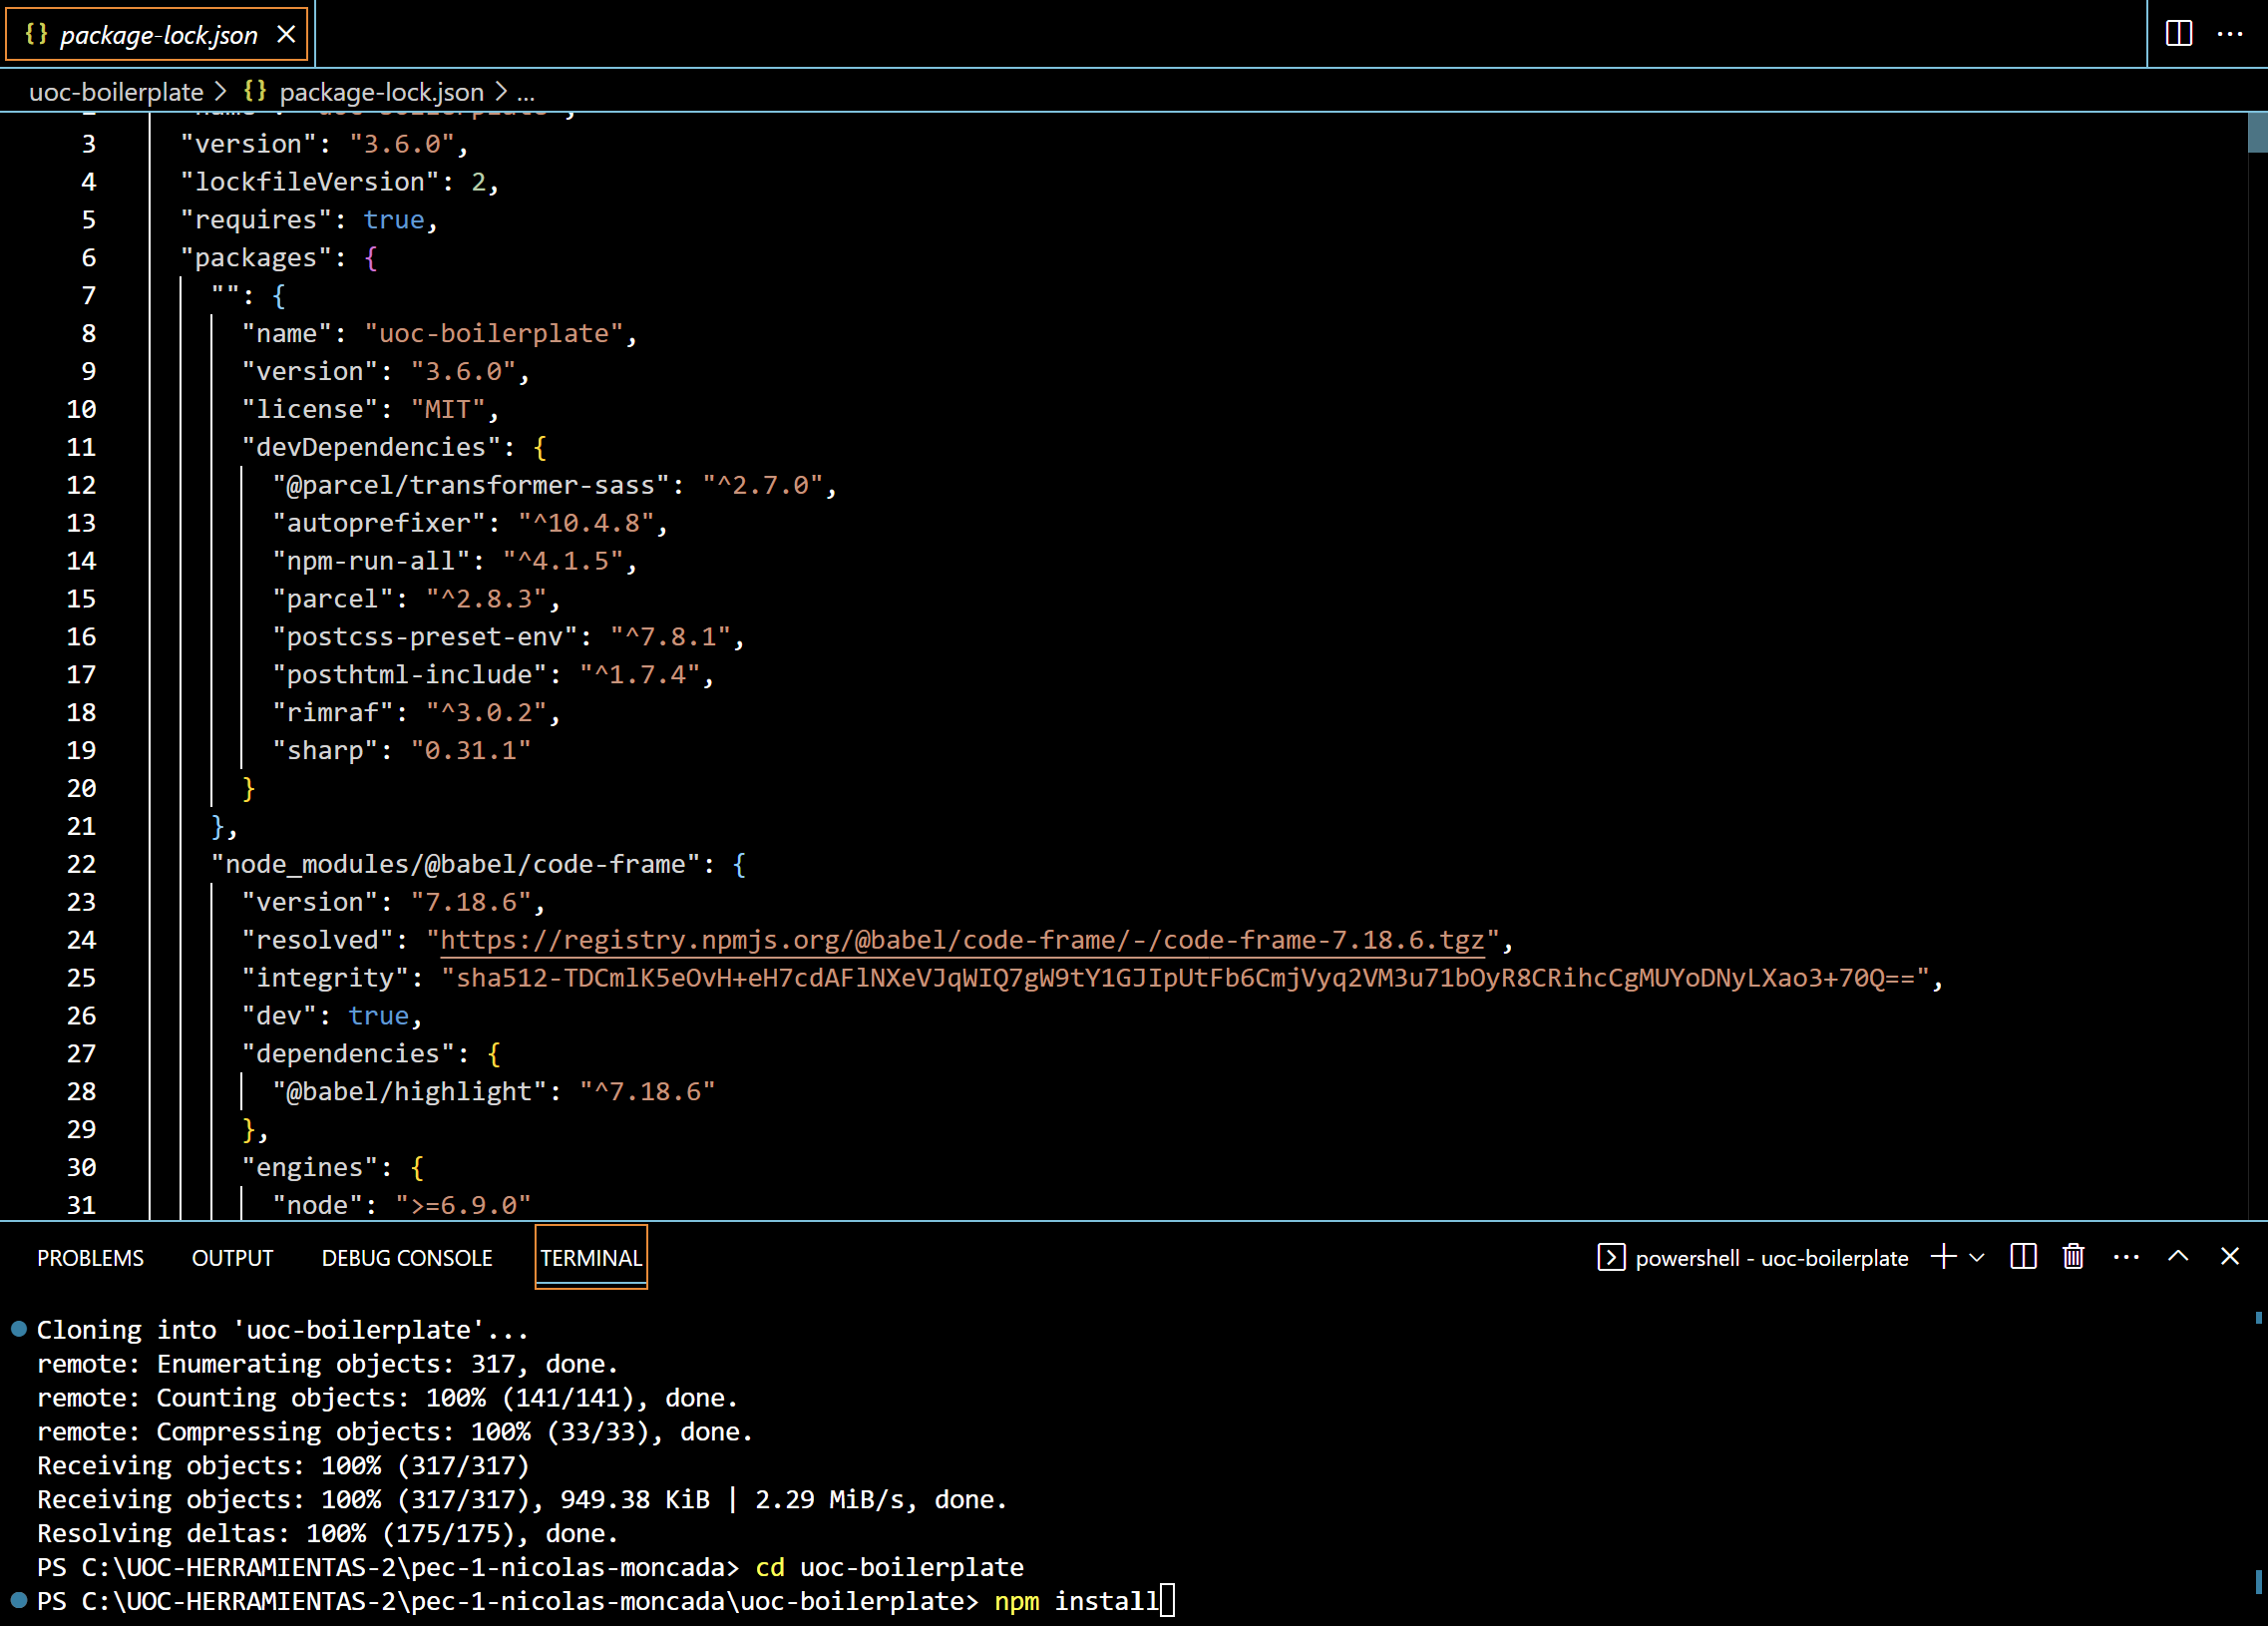 {} package-lock.json ×
uoc-boilerplate > {} package-lock.json > ...
3 "version": "3.6.0",
4 "lockfileVersion": 2,
5 "requires": true,
6 "packages": {
7 "": {
8 "name": "uoc-boilerplate",
9 "version": "3.6.0",
10 "license": "MIT",
11 "devDependencies": {
12 "@parcel/transformer-sass": "^2.7.0",
13 "autoprefixer": "^10.4.8",
14 "npm-run-all": "^4.1.5",
15 "parcel": "^2.8.3",
16 "postcss-preset-env": "^7.8.1",
17 "posthtml-include": "^1.7.4",
18 "rimraf": "^3.0.2",
19 "sharp": "0.31.1"
20 }
21 },
22 "node_modules/@babel/code-frame": {
23 "version": "7.18.6",
24 "resolved": "https://registry.npmjs.org/@babel/code-frame/-/code-frame-7.18.6.tgz",
25 "integrity": "sha512-TDCmlK5eOvH+eH7cdAFlNXeVJqWIQ7gW9tY1GJIpUtFb6CmjVyq2VM3u71bOyR8CRihcCgMUYoDNyLXao3+70Q==",
26 "dev": true,
27 "dependencies": {
28 "@babel/highlight": "^7.18.6"
29 },
30 "engines": {
31 "node": ">=6.9.0"
PROBLEMS OUTPUT DEBUG CONSOLE TERMINAL powershell - uoc-boilerplate
Cloning into 'uoc-boilerplate'...
remote: Enumerating objects: 317, done.
remote: Counting objects: 100% (141/141), done.
remote: Compressing objects: 100% (33/33), done.
Receiving objects: 100% (317/317)
Receiving objects: 100% (317/317), 949.38 KiB | 2.29 MiB/s, done.
Resolving deltas: 100% (175/175), done.
PS C:\UOC-HERRAMIENTAS-2\pec-1-nicolas-moncada> cd uoc-boilerplate
PS C:\UOC-HERRAMIENTAS-2\pec-1-nicolas-moncada\uoc-boilerplate> npm install